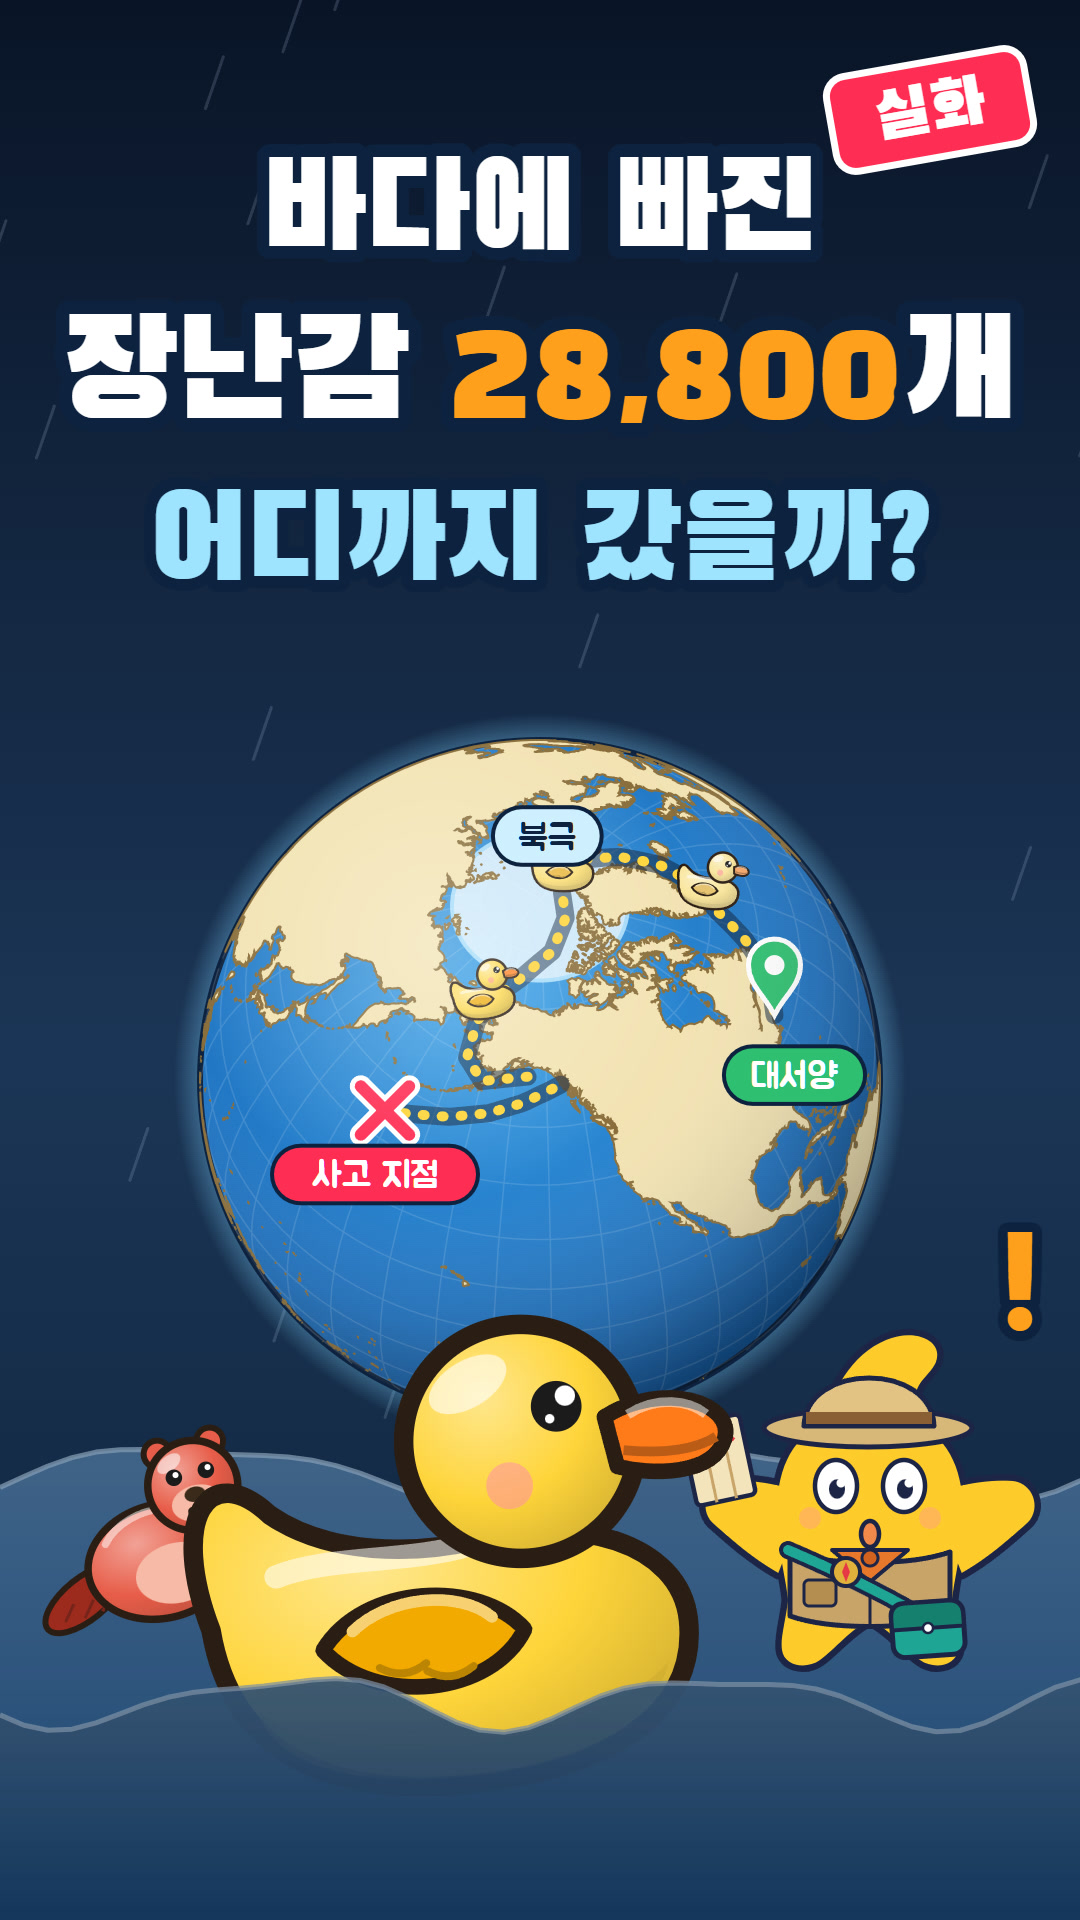 실화
바다에 빠진
장난감 28,800개
어디까지 갔을까?
북극
대서양
사고 지점
!